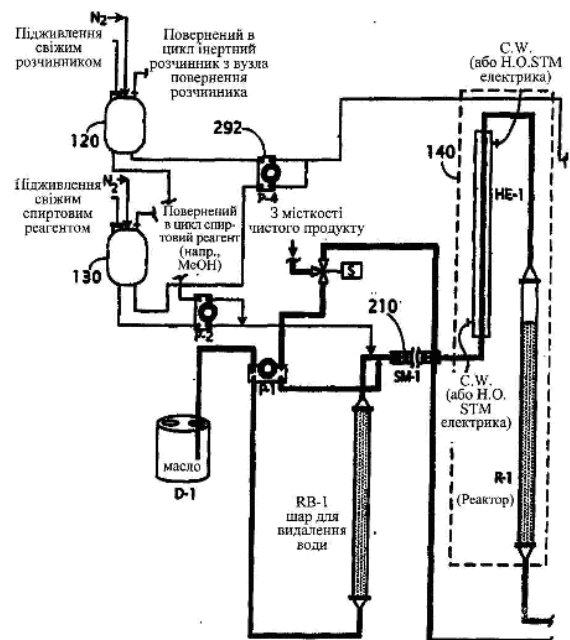 N₂
Підживлення
свіжим
розчинником
Повернений в
цикл інертний
розчинник з вузла
повернення
розчинника
C.W.
(або H.O.STM
електрика)
120
292
140
HE-1
P-4
N₂
Підживлення
свіжим
спиртовим
реагентом
Повернений
в цикл спир-
товий реагент
(напр.,
MeOH)
З місткості
чистого продукту
S
130
P-2
210
P-1
SM-1
C.W.
(або H.O.
STM
електрика)
масло
D-1
R-1
(Реактор)
RB-1
шар для
видалення
води